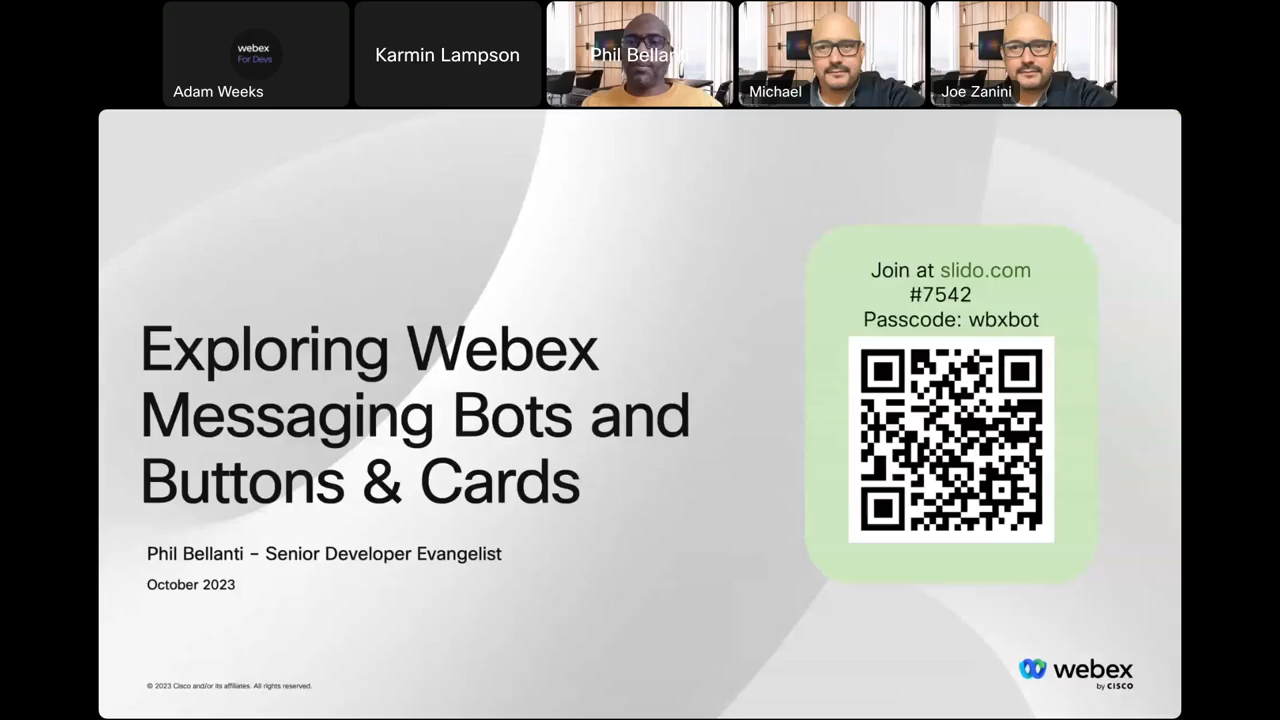 webex
For Devs
Adam Weeks
Karmin Lampson
Phil Bellanti
Michael
Joe Zanini
Join at slido.com
#7542
Passcode: wbxbot
Exploring Webex
Messaging Bots and
Buttons & Cards
Phil Bellanti – Senior Developer Evangelist
October 2023
© 2023 Cisco and/or its affiliates. All rights reserved.
webex
by CISCO